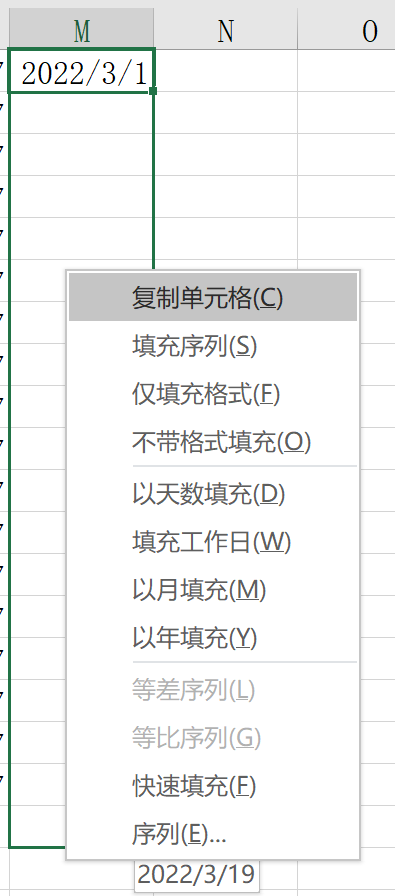 M N O
2022/3/1
复制单元格(C)
填充序列(S)
仅填充格式(F)
不带格式填充(O)
以天数填充(D)
填充工作日(W)
以月填充(M)
以年填充(Y)
等差序列(L)
等比序列(G)
快速填充(F)
序列(E)...
2022/3/19